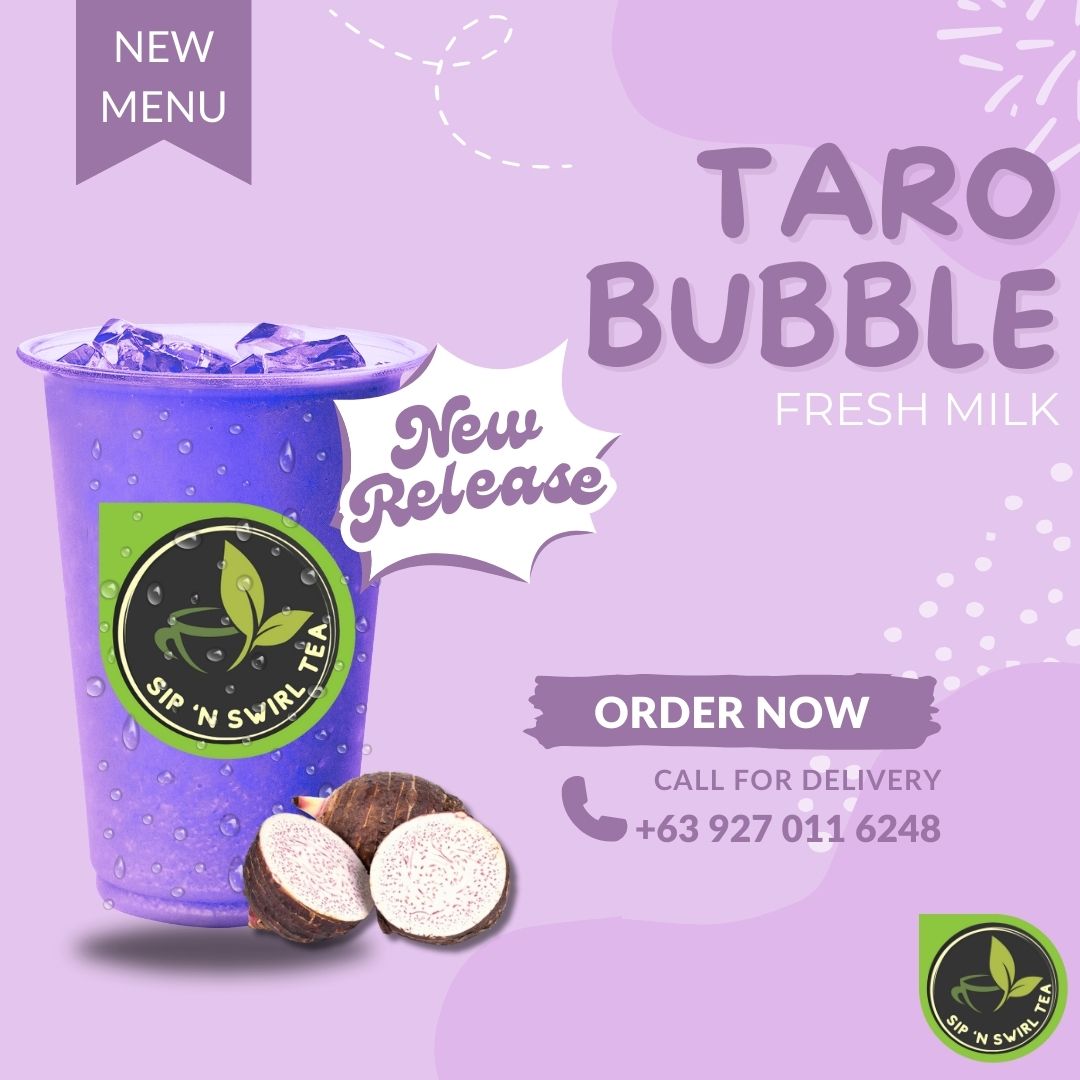 NEW
MENU
TARO
BUBBLE
FRESH MILK
New
Release
SIP 'N SWIRL TEA
ORDER NOW
CALL FOR DELIVERY
+63 927 011 6248
SIP 'N SWIRL TEA